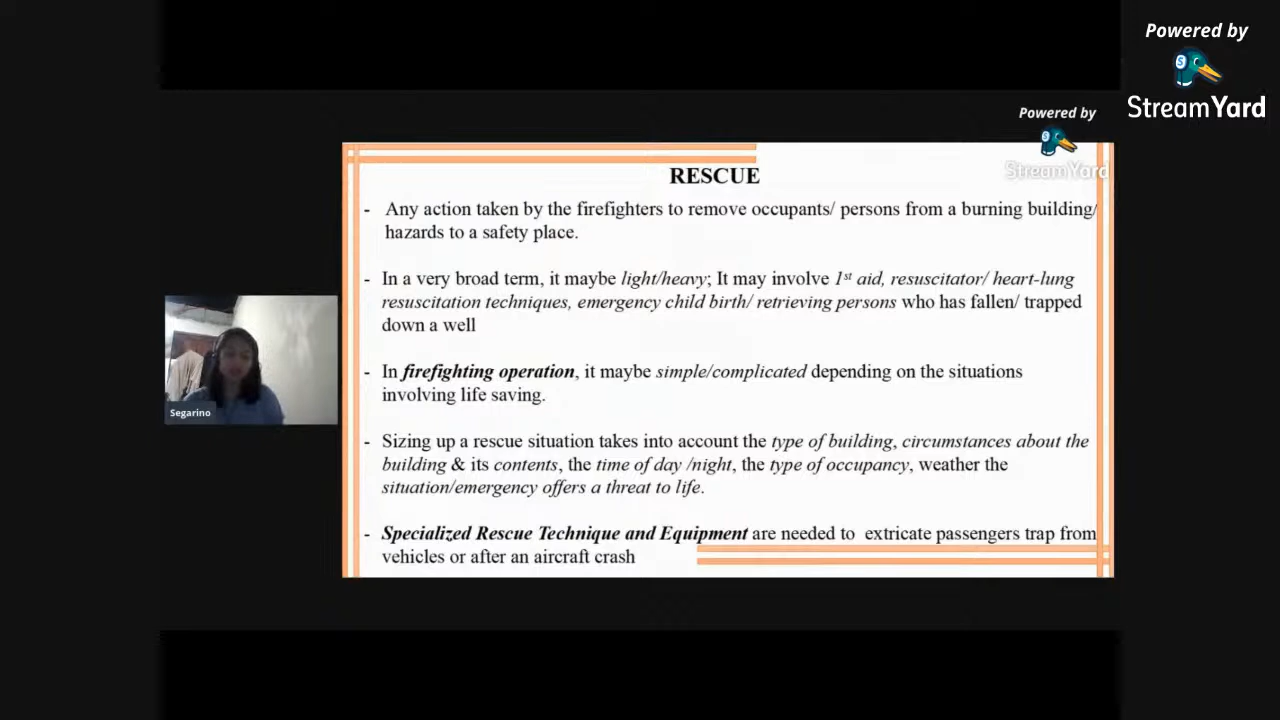 Powered by
StreamYard
Powered by
StreamYard
RESCUE
- Any action taken by the firefighters to remove occupants/ persons from a burning building/
hazards to a safety place.
- In a very broad term, it maybe light/heavy; It may involve 1st aid, resuscitator/ heart-lung
resuscitation techniques, emergency child birth/ retrieving persons who has fallen/ trapped
down a well
- In firefighting operation, it maybe simple/complicated depending on the situations
involving life saving.
- Sizing up a rescue situation takes into account the type of building, circumstances about the
building & its contents, the time of day /night, the type of occupancy, weather the
situation/emergency offers a threat to life.
- Specialized Rescue Technique and Equipment are needed to extricate passengers trap from
vehicles or after an aircraft crash
Segarino